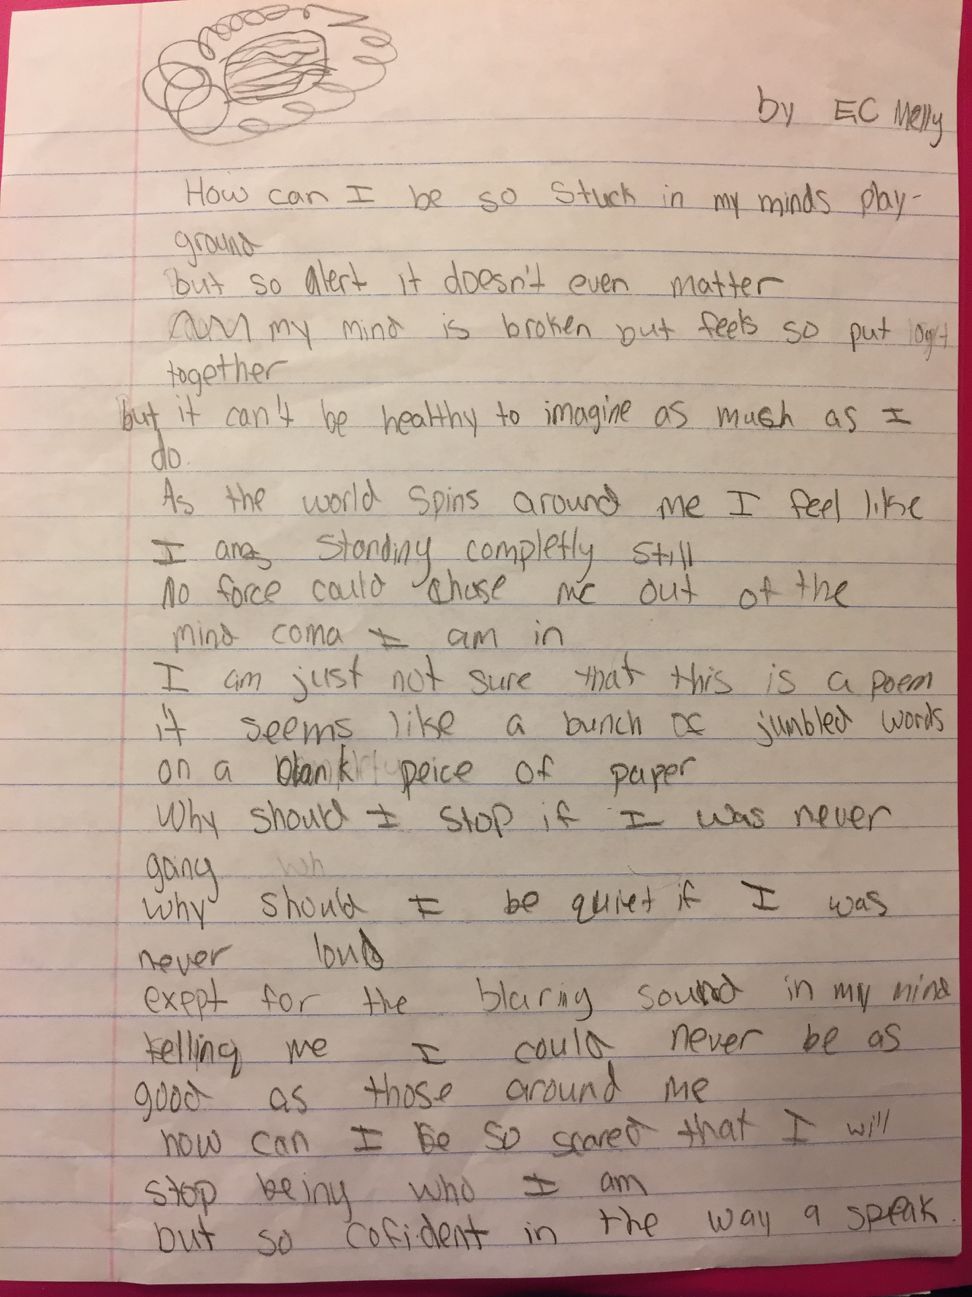 by EC Melly
How can I be so stuck in my minds play-
ground
but so alert it doesn't even matter
my mind is broken but feels so put
together
but it can't be healthy to imagine as much as I
do.
As the world spins around me I feel like
I am standing completly still
No force could chase me out of the
mind coma I am in
I am just not sure that this is a poem
it seems like a bunch of jumbled words
on a blank peice of paper
Why should I stop if I was never
going
why should I be quiet if I was
never loud
exept for the blaring sound in my mind
telling me I could never be as
good as those around me
how can I be so scared that I will
stop being who I am
but so cofident in the way a speak.